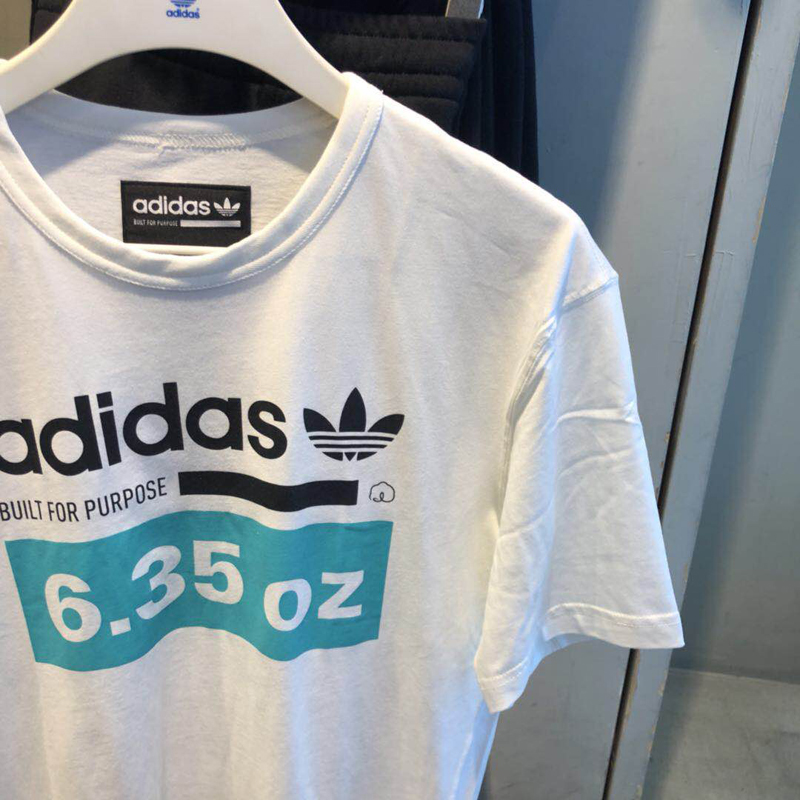 adidas
adidas
BUILT FOR PURPOSE
adidas
BUILT FOR PURPOSE
6.35 oz